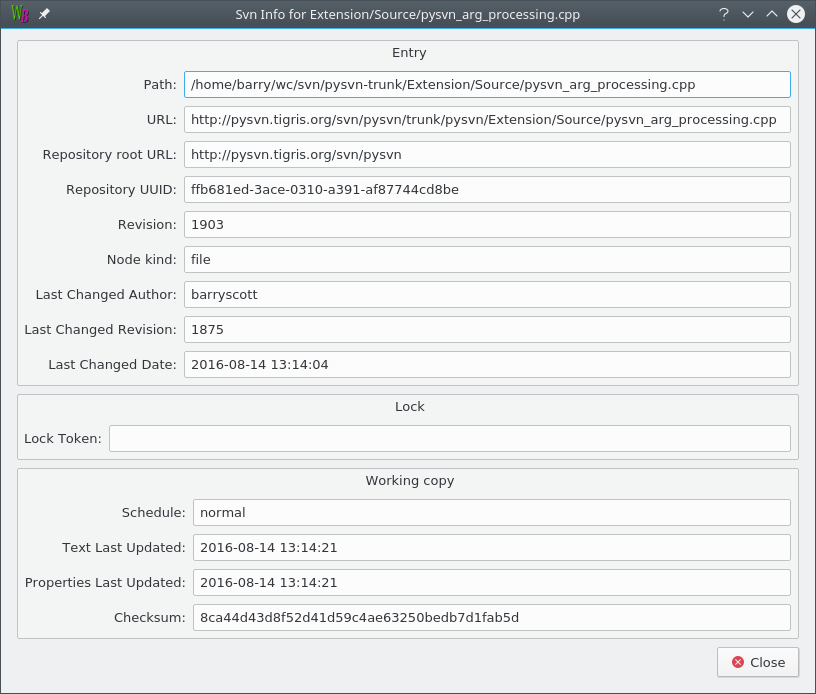 WB Svn Info for Extension/Source/pysvn_arg_processing.cpp ?
Entry
Path: /home/barry/wc/svn/pysvn-trunk/Extension/Source/pysvn_arg_processing.cpp
URL: http://pysvn.tigris.org/svn/pysvn/trunk/pysvn/Extension/Source/pysvn_arg_processing.cpp
Repository root URL: http://pysvn.tigris.org/svn/pysvn
Repository UUID: ffb681ed-3ace-0310-a391-af87744cd8be
Revision: 1903
Node kind: file
Last Changed Author: barryscott
Last Changed Revision: 1875
Last Changed Date: 2016-08-14 13:14:04
Lock
Lock Token:
Working copy
Schedule: normal
Text Last Updated: 2016-08-14 13:14:21
Properties Last Updated: 2016-08-14 13:14:21
Checksum: 8ca44d43d8f52d41d59c4ae63250bedb7d1fab5d
Close